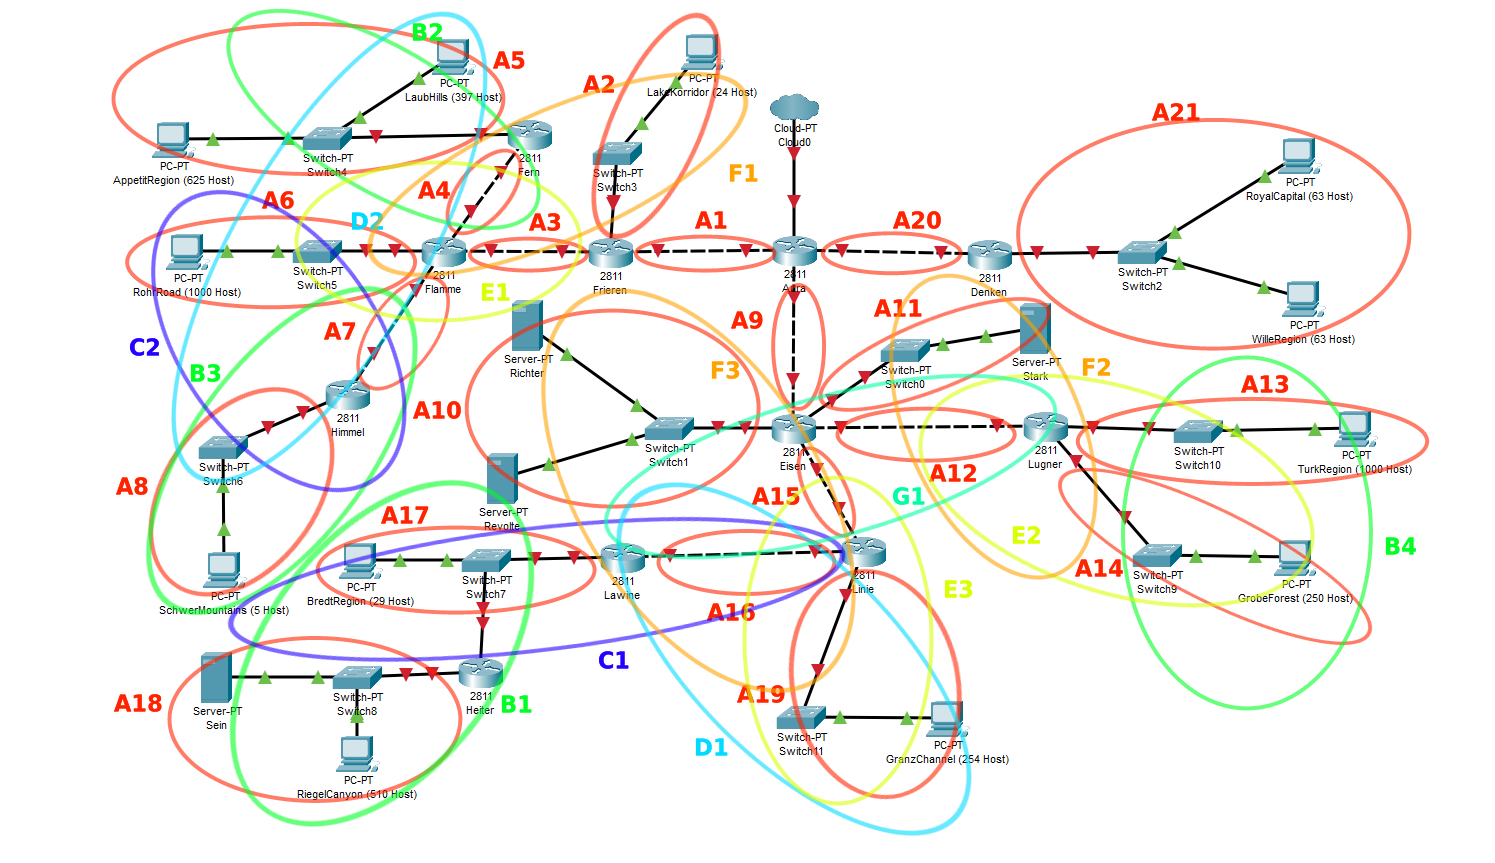 B2
A5
PC-PT
LaubHills (397 Host)
A2
PC-PT
LakeKorridor (24 Host)
Cloud-PT
Cloud0
A21
PC-PT
AppetitRegion (625 Host)
Switch-PT
Switch4
2811
Fern
Switch-PT
Switch3
F1
PC-PT
RoyalCapital (63 Host)
A4
A6
D2
A3
A1
A20
PC-PT
RohrRoad (1000 Host)
Switch-PT
Switch5
2811
Flamme
2811
Frieren
2811
Aura
2811
Denken
Switch-PT
Switch2
E1
PC-PT
WilleRegion (63 Host)
A7
A9
A11
C2
B3
Server-PT
Richter
F3
Switch-PT
Switch0
Server-PT
Stark
F2
A13
2811
Himmel
A10
Switch-PT
Switch6
Switch-PT
Switch1
2811
Eisen
2811
Lugner
Switch-PT
Switch10
PC-PT
TurkRegion (1000 Host)
A8
A12
Server-PT
Revolte
A15
G1
A17
E2
B4
PC-PT
SchwerMountains (5 Host)
PC-PT
BredtRegion (29 Host)
Switch-PT
Switch7
2811
Lawine
2811
Linie
A14
Switch-PT
Switch9
PC-PT
GrobeForest (250 Host)
E3
A16
C1
A18
Server-PT
Sein
Switch-PT
Switch8
2811
Heiter
B1
A19
D1
Switch-PT
Switch11
PC-PT
GranzChannel (254 Host)
PC-PT
RiegelCanyon (510 Host)